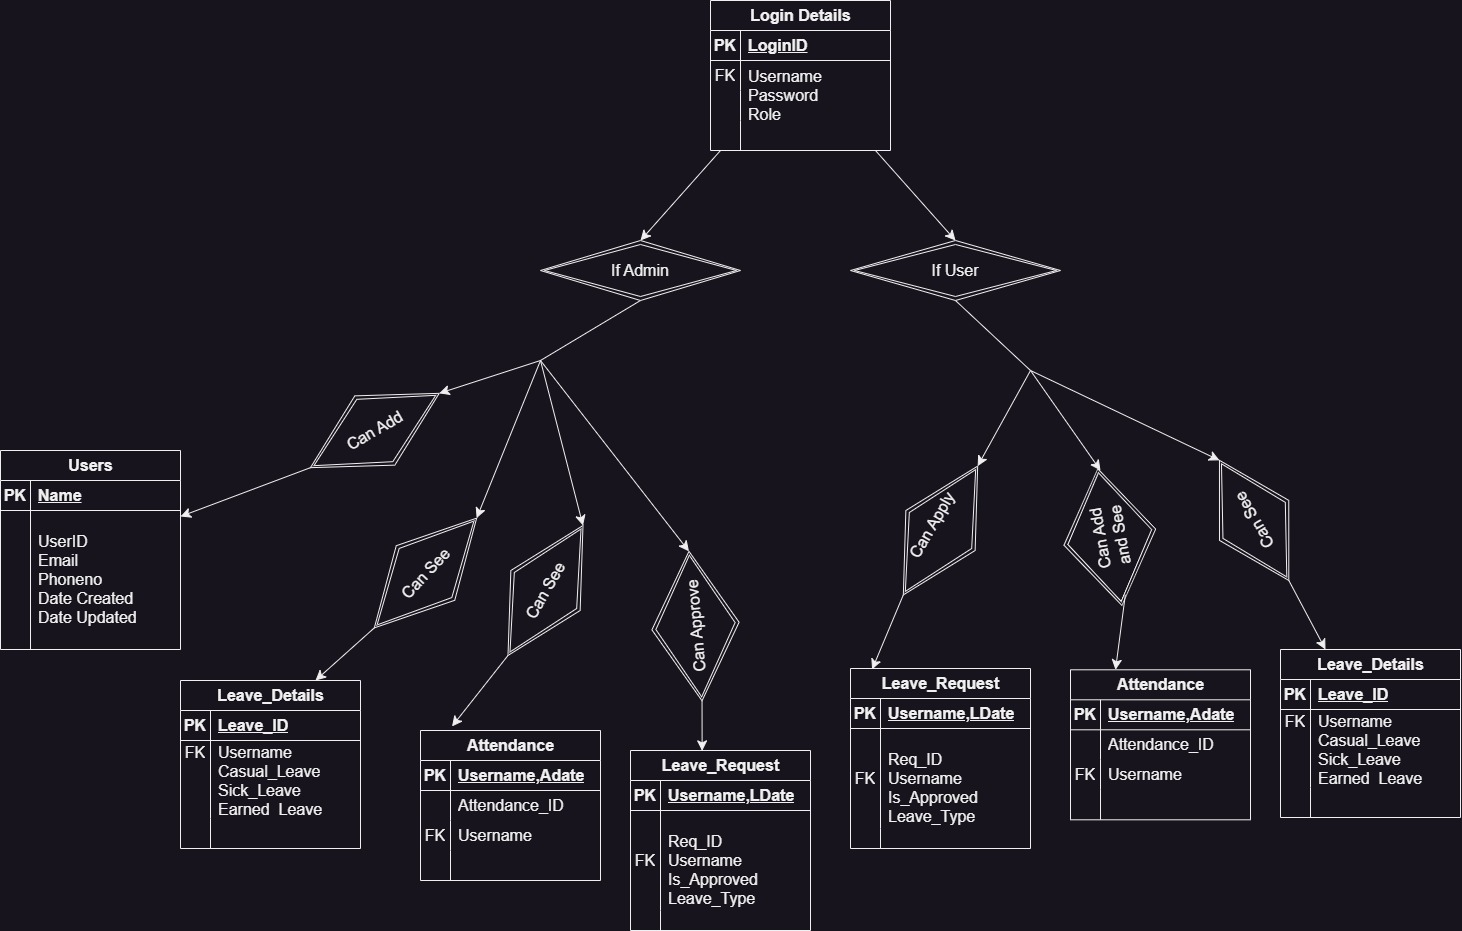 Login Details
PK LoginID
FK Username
Password
Role
If Admin
If User
Can Add
Users
PK Name
UserID
Email
Phoneno
Date Created
Date Updated
Can See
Can See
Can Approve
Can Apply
Can Add
and See
Can See
Leave_Details
PK Leave_ID
FK Username
Casual_Leave
Sick_Leave
Earned Leave
Attendance
PK Username,Adate
Attendance_ID
FK Username
Leave_Request
PK Username,LDate
Req_ID
FK Username
Is_Approved
Leave_Type
Leave_Request
PK Username,LDate
Req_ID
FK Username
Is_Approved
Leave_Type
Attendance
PK Username,Adate
Attendance_ID
FK Username
Leave_Details
PK Leave_ID
FK Username
Casual_Leave
Sick_Leave
Earned Leave